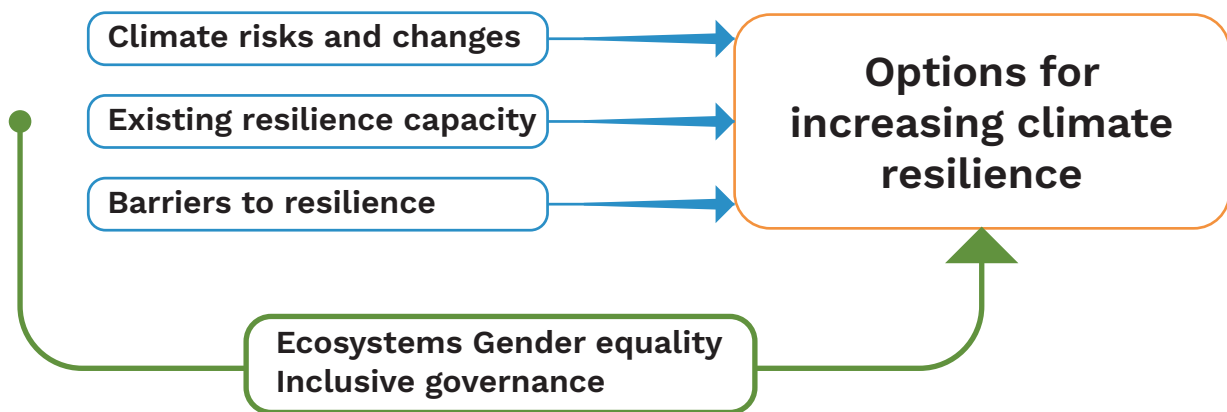 Climate risks and changes
Existing resilience capacity
Barriers to resilience
Options for
increasing climate
resilience
Ecosystems Gender equality
Inclusive governance